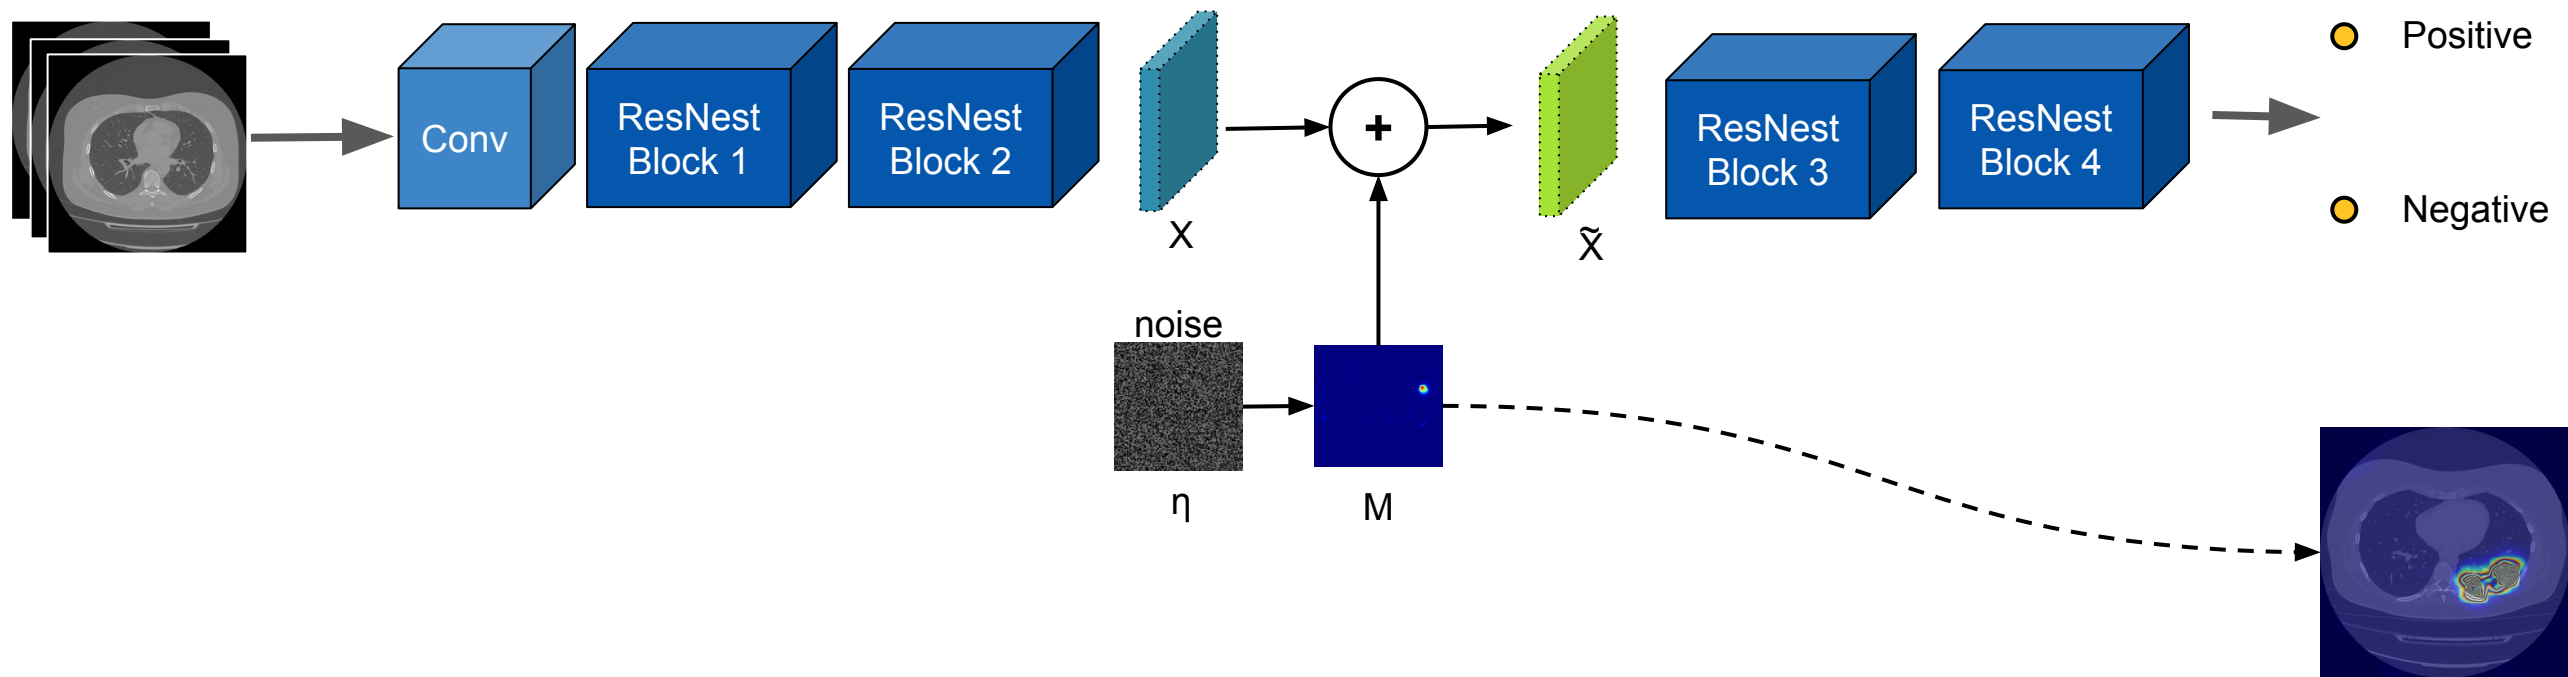 Conv
ResNest
Block 1
ResNest
Block 2
X
+
X̃
ResNest
Block 3
ResNest
Block 4
Positive
Negative
noise
η
M